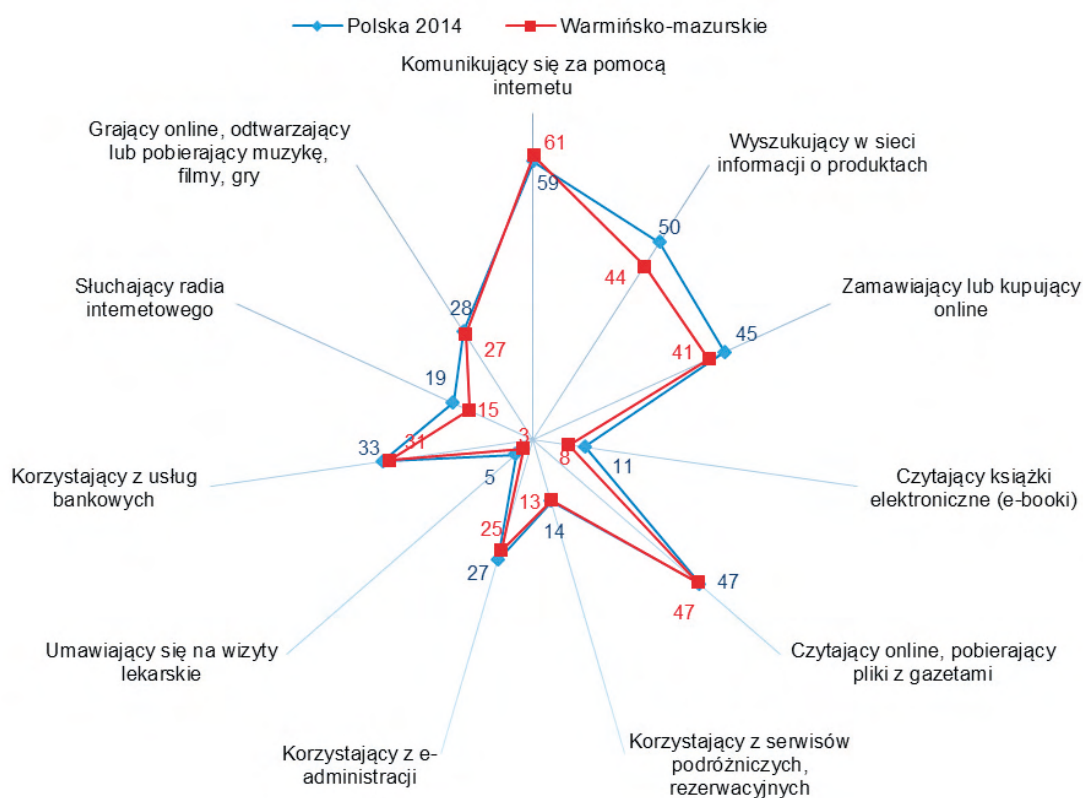 Polska 2014
Warmińsko-mazurskie
Komunikujący się za pomocą
internetu
Grający online, odtwarzający
lub pobierający muzykę,
filmy, gry
Wyszukujący w sieci
informacji o produktach
61
59
50
44
Słuchający radia
internetowego
Zamawiający lub kupujący
online
28
27
45
41
19
15
Korzystający z usług
bankowych
33
31
3
5
8
11
Czytający książki
elektroniczne (e-booki)
13
14
25
27
47
47
Umawiający się na wizyty
lekarskie
Czytający online, pobierający
pliki z gazetami
Korzystający z e-
administracji
Korzystający z serwisów
podróżniczych,
rezerwacyjnych